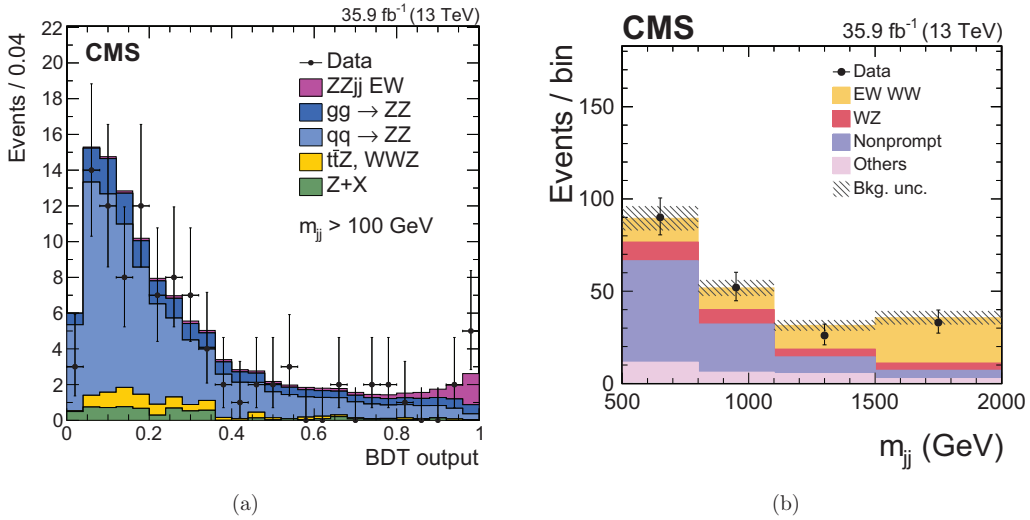 35.9 fb⁻¹ (13 TeV)
CMS
Events / 0.04
22
20
18
16
14
12
10
8
6
4
2
0
Data
ZZjj EW
gg → ZZ
qq → ZZ
tt̄Z, WWZ
Z+X
m_jj > 100 GeV
0 0.2 0.4 0.6 0.8 1
BDT output
(a)
CMS 35.9 fb⁻¹ (13 TeV)
Events / bin
150
100
50
0
Data
EW WW
WZ
Nonprompt
Others
Bkg. unc.
500 1000 1500 2000
m_jj (GeV)
(b)